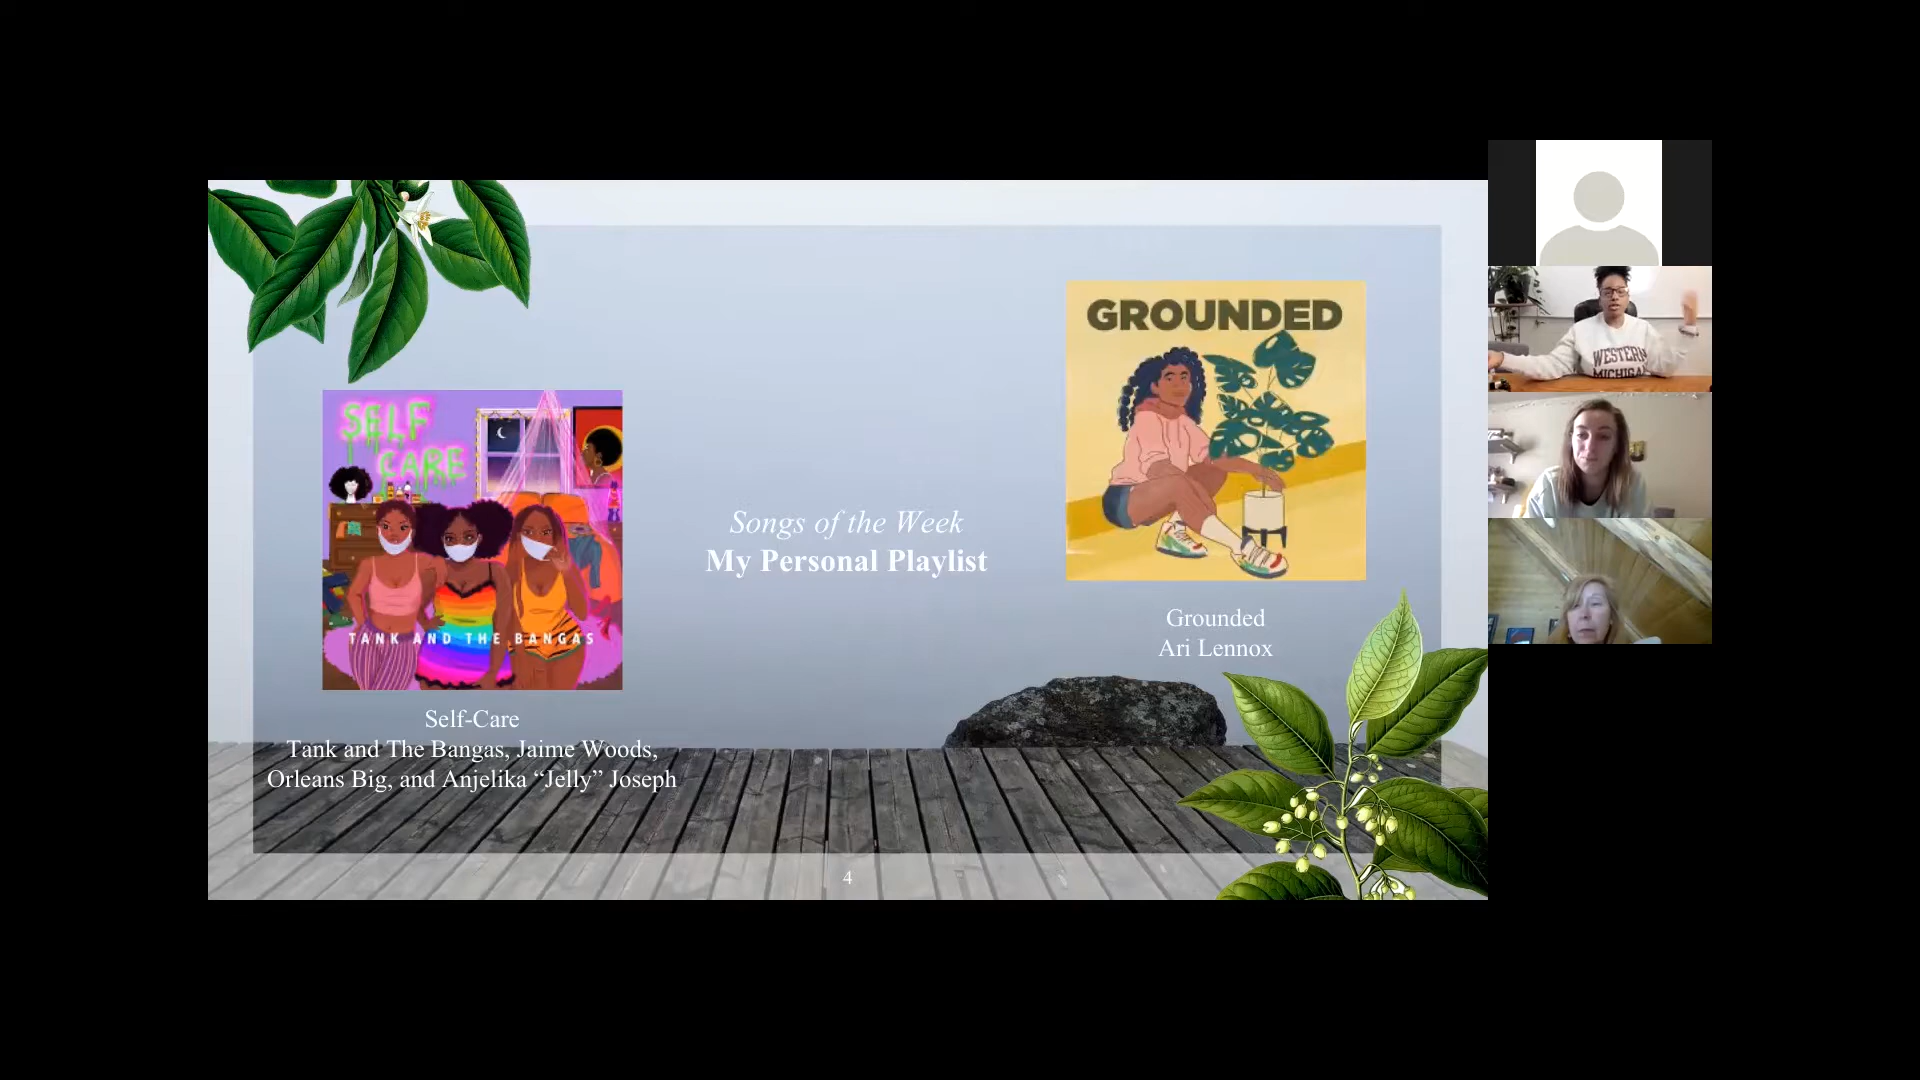 SELF
CARE
TANK AND THE BANGAS
Self-Care
Tank and The Bangas, Jaime Woods,
Orleans Big, and Anjelika “Jelly” Joseph
Songs of the Week
My Personal Playlist
GROUNDED
Grounded
Ari Lennox
4
WESTERN
MICHIGAN